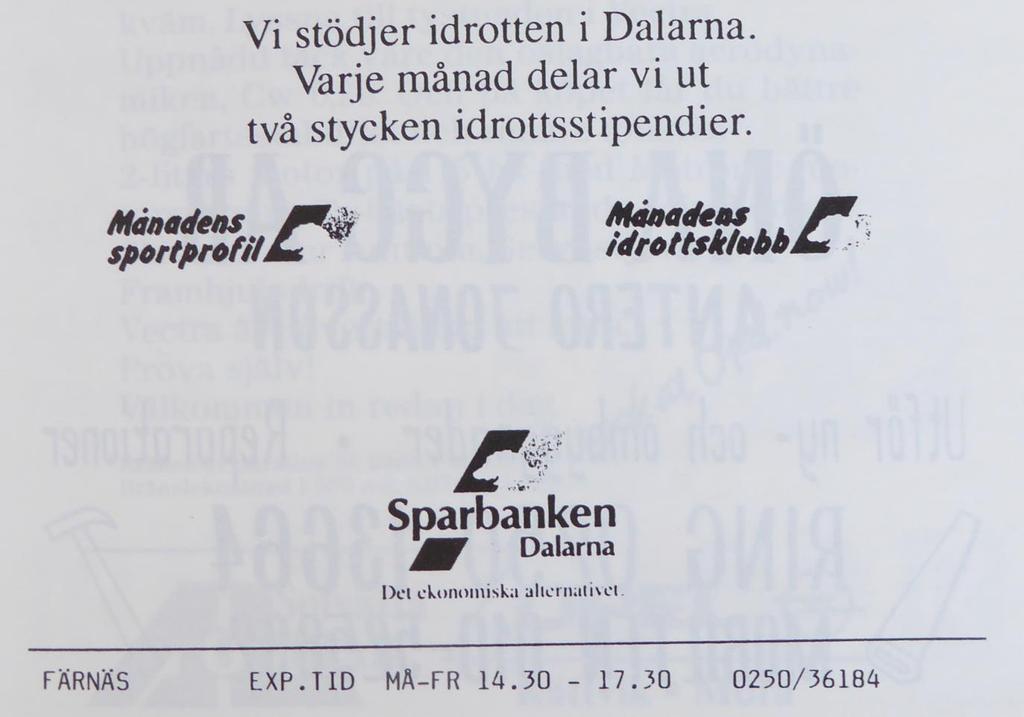 Vi stödjer idrotten i Dalarna.
Varje månad delar vi ut
två stycken idrottsstipendier.
Månadens
sportprofil
Månadens
idrottsklubb
Sparbanken
Dalarna
Det ekonomiska alternativet.
FÄRNÄS EXP.TID MÅ-FR 14.30 - 17.30 0250/36184